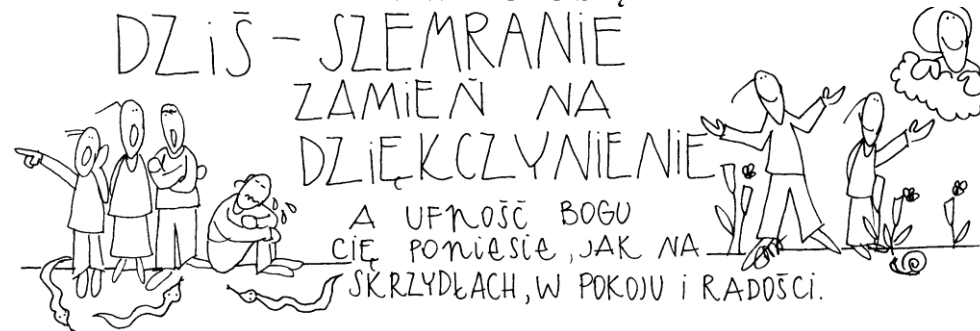 DZIŚ - SZEMRANIE
ZAMIEŃ NA
DZIĘKCZYNIENIE
A UFNOŚĆ BOGU
CIĘ PONIESIE, JAK NA
SKRZYDŁACH, W POKOJU I RADOŚCI.